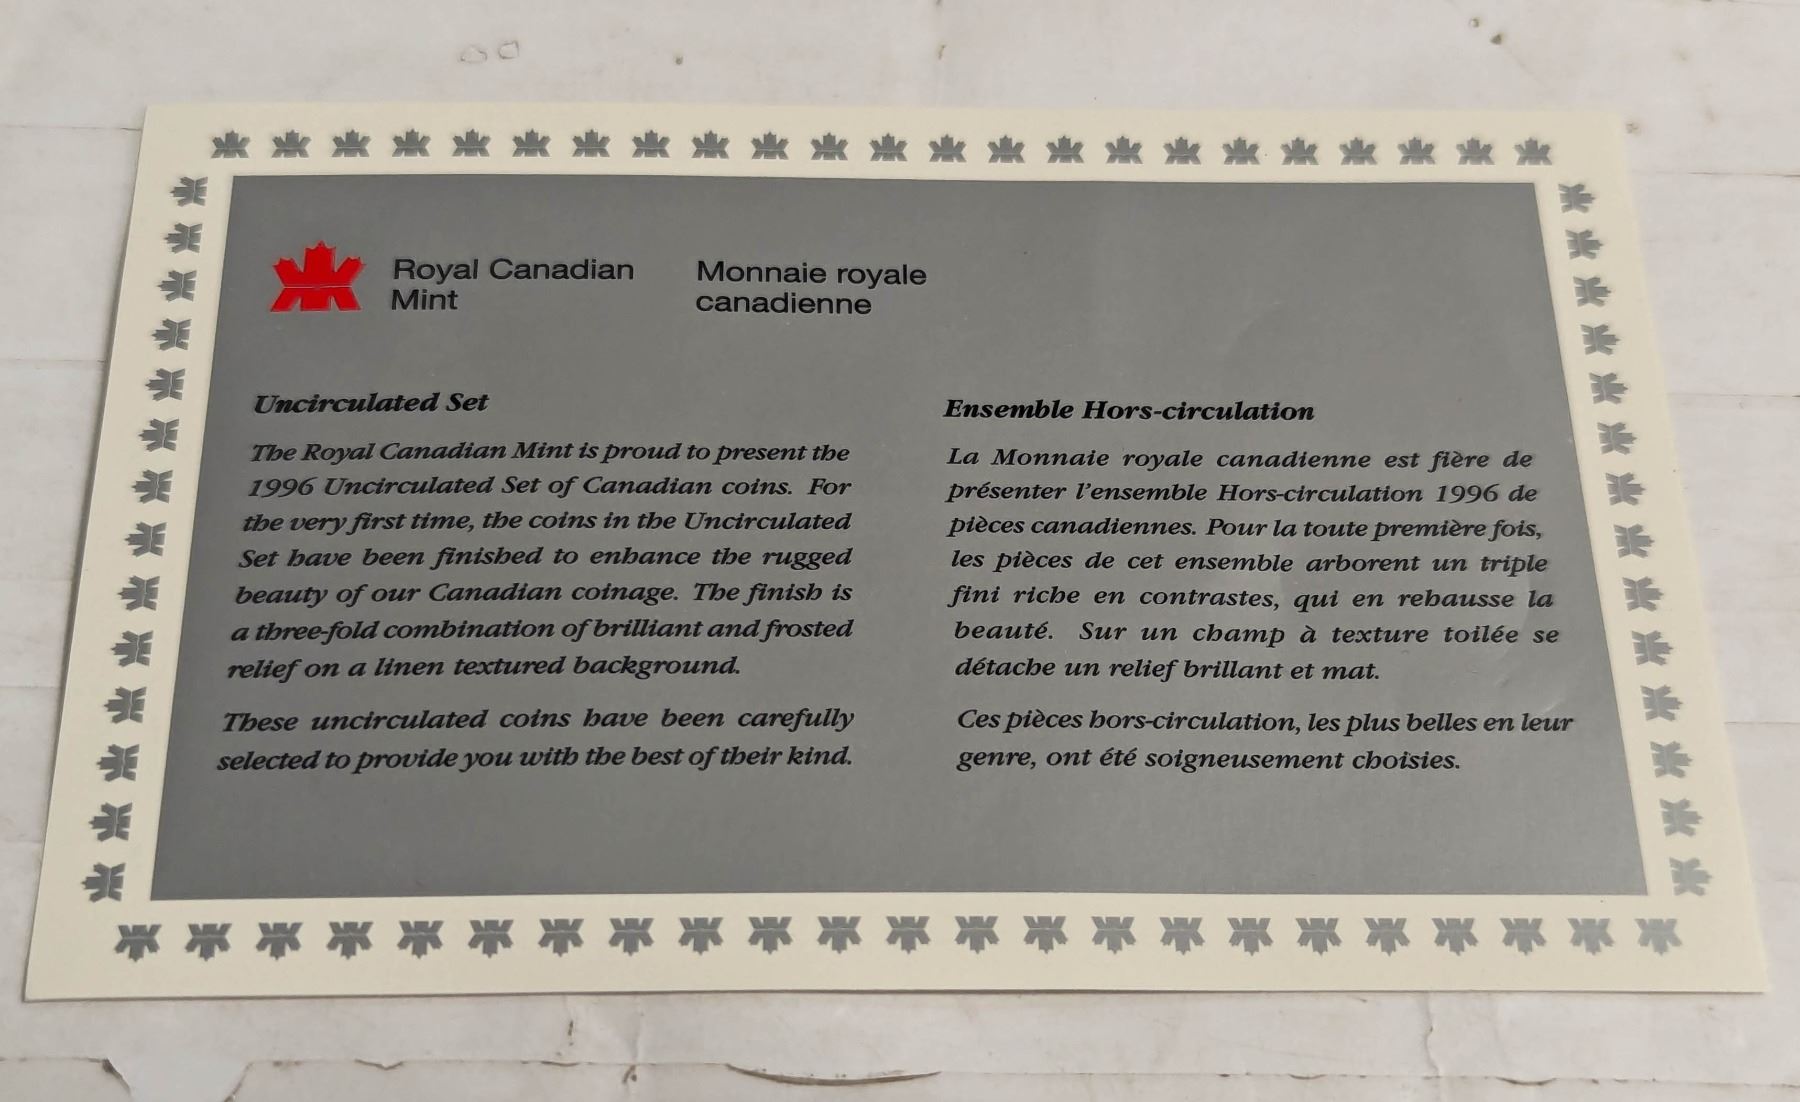 Royal Canadian
Mint
Monnaie royale
canadienne
Uncirculated Set
The Royal Canadian Mint is proud to present the
1996 Uncirculated Set of Canadian coins. For
the very first time, the coins in the Uncirculated
Set have been finished to enhance the rugged
beauty of our Canadian coinage. The finish is
a three-fold combination of brilliant and frosted
relief on a linen textured background.
These uncirculated coins have been carefully
selected to provide you with the best of their kind.
Ensemble Hors-circulation
La Monnaie royale canadienne est fière de
présenter l'ensemble Hors-circulation 1996 de
pièces canadiennes. Pour la toute première fois,
les pièces de cet ensemble arborent un triple
fini riche en contrastes, qui en rehausse la
beauté. Sur un champ à texture toilée se
détache un relief brillant et mat.
Ces pièces hors-circulation, les plus belles en leur
genre, ont été soigneusement choisies.